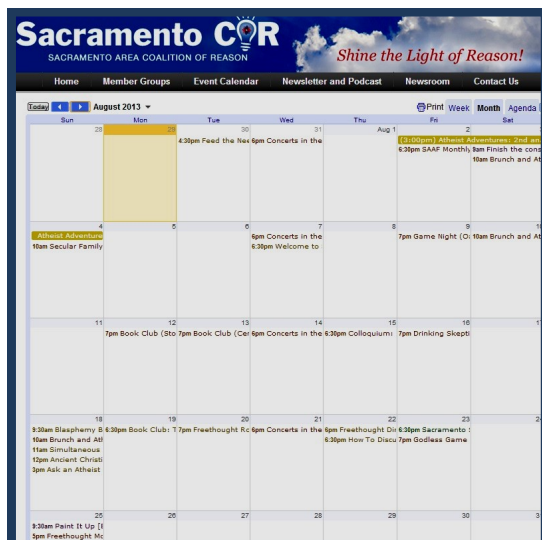 Sacramento COR
SACRAMENTO AREA COALITION OF REASON
Shine the Light of Reason!
Home Member Groups Event Calendar Newsletter and Podcast Newsroom Contact Us
Today August 2013 Print Week Month Agenda
Sun Mon Tue Wed Thu Fri Sat
28 29 30 31 Aug 1 2
4:30pm Feed the Nee 6pm Concerts in the (3:00pm) Atheist Adventures: 2nd an
6:30pm SAAF Monthly 9am Finish the cons
10am Brunch and At
4 5 6 7 8 9 1
Atheist Adventure 6pm Concerts in the 7pm Game Night (O 10am Brunch and At
10am Secular Family 6:30pm Welcome to
11 12 13 14 15 16
7pm Book Club (Sto 7pm Book Club (Cer 6pm Concerts in the 6:30pm Colloquium: 7pm Drinking Skepti
18 19 20 21 22 23 2
9:30am Blasphemy B 6:30pm Book Club: T 7pm Freethought Ro 6pm Concerts in the 6pm Freethought Di 6:30pm Sacramento
10am Brunch and Ath 6:30pm How To Discu 7pm Godless Game
11am Simultaneous
12pm Ancient Christi
3pm Ask an Atheist
25 26 27 28 29 30 3
9:30am Paint It Up [
5pm Freethought Mc